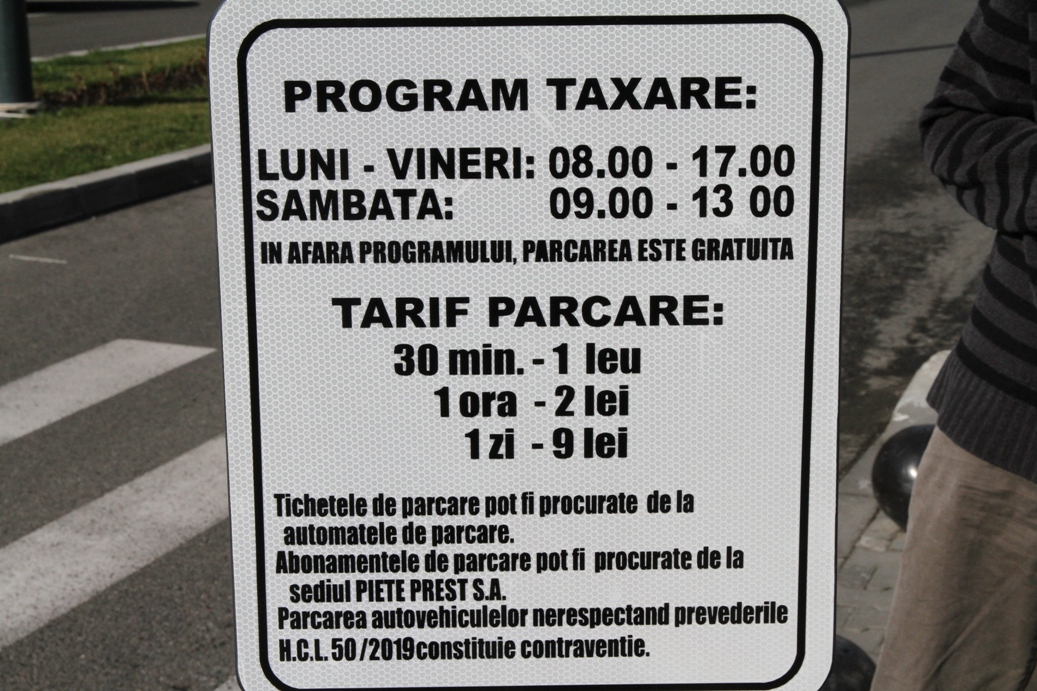 PROGRAM TAXARE:
LUNI - VINERI: 08.00 - 17.00
SAMBATA: 09.00 - 13 00
IN AFARA PROGRAMULUI, PARCAREA ESTE GRATUITA
TARIF PARCARE:
30 min. - 1 leu
1 ora - 2 lei
1 zi - 9 lei
Tichetele de parcare pot fi procurate de la
automatele de parcare.
Abonamentele de parcare pot fi procurate de la
sediul PIETE PREST S.A.
Parcarea autovehiculelor nerespectand prevederile
H.C.L. 50/2019constituie contraventie.